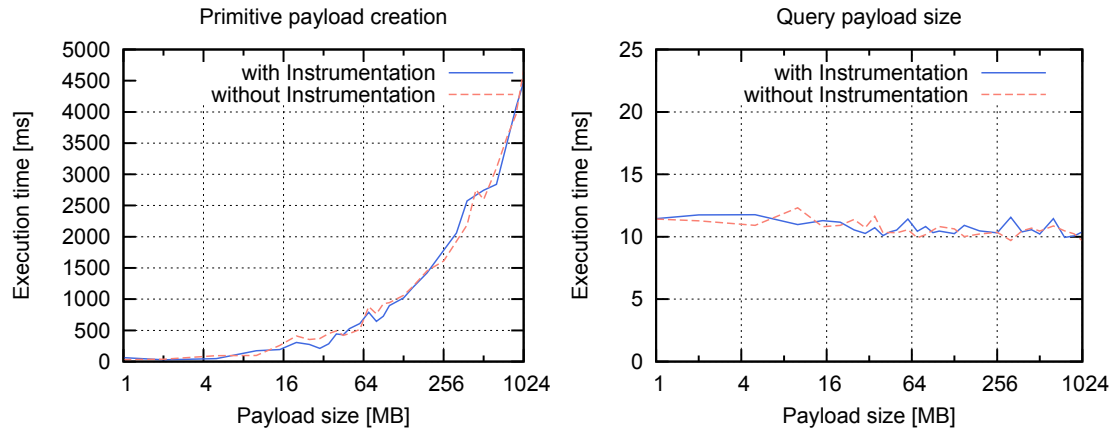 Primitive payload creation
Execution time [ms]
5000
4500
4000
3500
3000
2500
2000
1500
1000
500
0
with Instrumentation
without Instrumentation
1 4 16 64 256 1024
Payload size [MB]
Query payload size
Execution time [ms]
25
20
15
10
5
0
with Instrumentation
without Instrumentation
1 4 16 64 256 1024
Payload size [MB]